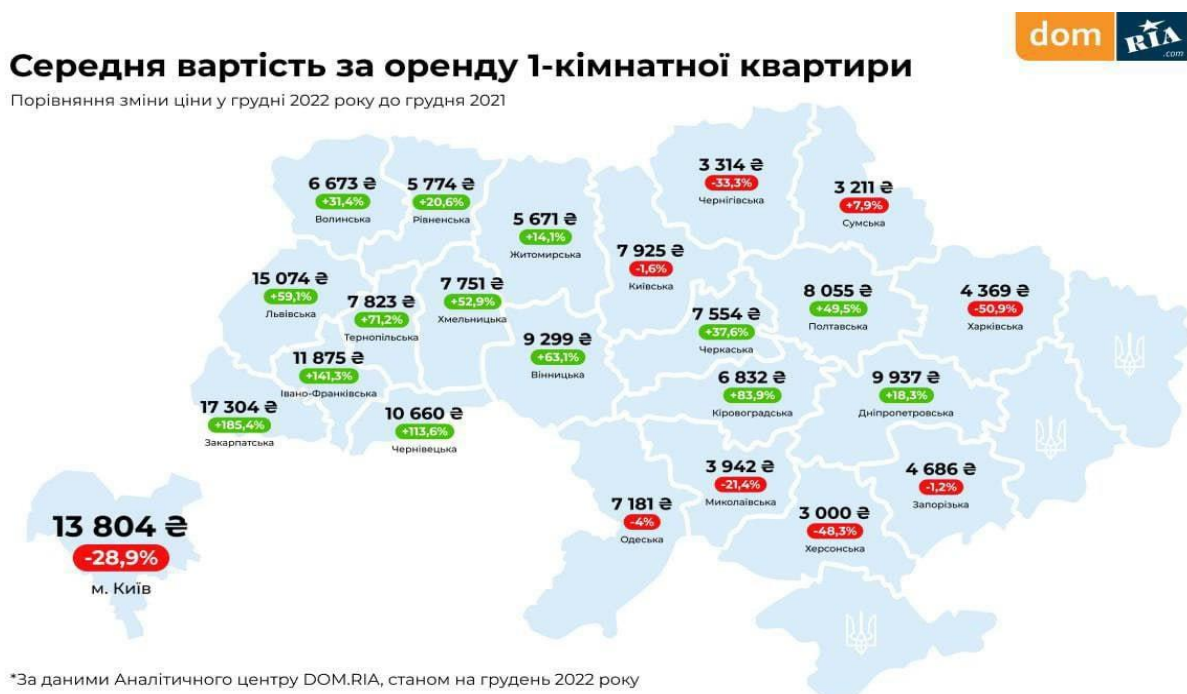 dom RIA .com
Середня вартість за оренду 1-кімнатної квартири
Порівняння зміни ціни у грудні 2022 року до грудня 2021
3 314 ₴
-33,3%
Чернігівська
3 211 ₴
+7,9%
Сумська
6 673 ₴
+31,4%
Волинська
5 774 ₴
+20,6%
Рівненська
5 671 ₴
+14,1%
Житомирська
7 925 ₴
-1,6%
Київська
15 074 ₴
+59,1%
Львівська
7 823 ₴
+71,2%
Тернопільська
7 751 ₴
+52,9%
Хмельницька
9 299 ₴
+63,1%
Вінницька
7 554 ₴
+37,6%
Черкаська
8 055 ₴
+49,5%
Полтавська
4 369 ₴
-50,9%
Харківська
11 875 ₴
+141,3%
Івано-Франківська
6 832 ₴
+83,9%
Кіровоградська
9 937 ₴
+18,3%
Дніпропетровська
17 304 ₴
+185,4%
Закарпатська
10 660 ₴
+113,6%
Чернівецька
3 942 ₴
-21,4%
Миколаївська
4 686 ₴
-1,2%
Запорізька
7 181 ₴
-4%
Одеська
3 000 ₴
-48,3%
Херсонська
13 804 ₴
-28,9%
м. Київ
*За даними Аналітичного центру DOM.RIA, станом на грудень 2022 року